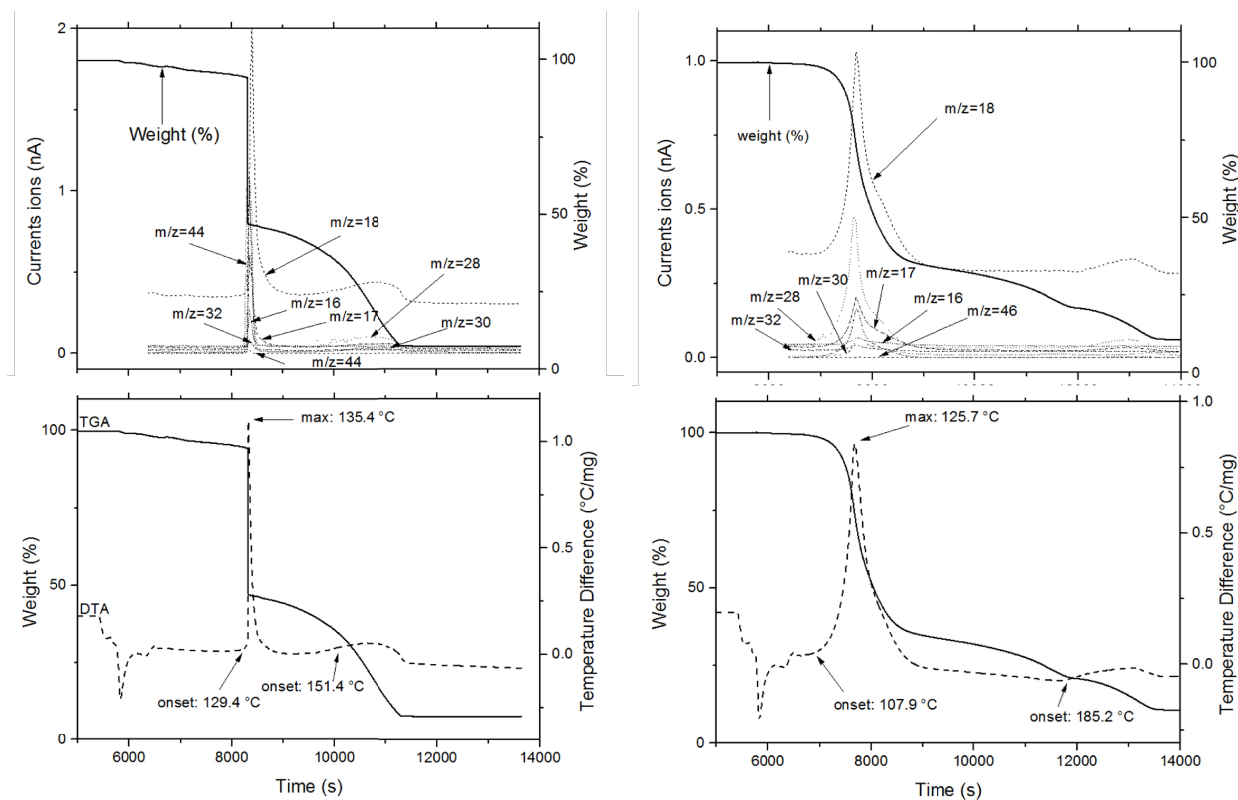 2
1
0
Currents ions (nA)
100
50
0
Weight (%)
Weight (%)
m/z=44
m/z=18
m/z=28
m/z=16
m/z=32
m/z=17
m/z=30
m/z=44
1.0
0.5
0.0
Currents ions (nA)
100
50
0
Weight (%)
weight (%)
m/z=18
m/z=17
m/z=30
m/z=28
m/z=16
m/z=32
m/z=46
10000
12000
TGA
max: 135.4 °C
DTA
onset: 151.4 °C
onset: 129.4 °C
100
50
0
Weight (%)
1.0
0.5
0.0
Temperature Difference (°C/mg)
6000 8000 10000 12000 14000
Time (s)
max: 125.7 °C
onset: 107.9 °C
onset: 185.2 °C
100
50
0
Weight (%)
1.0
0.5
0.0
Temperature Difference (°C/mg)
6000 8000 10000 12000 14000
Time (s)